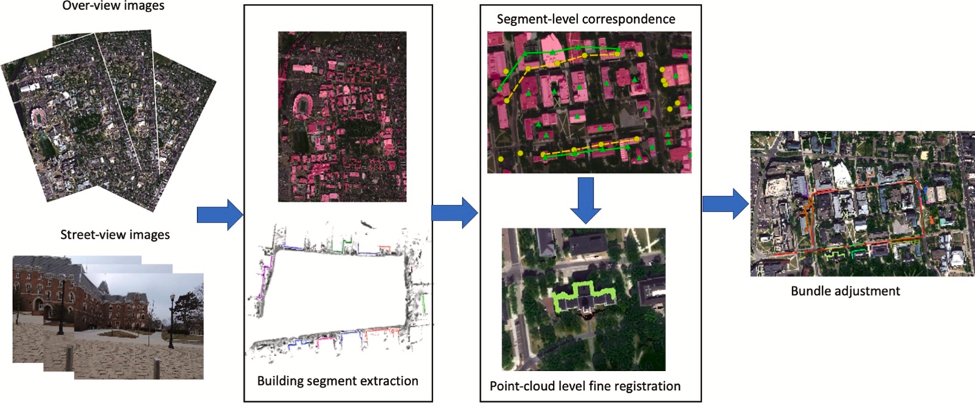 Over-view images
Street-view images
Building segment extraction
Segment-level correspondence
Point-cloud level fine registration
Bundle adjustment